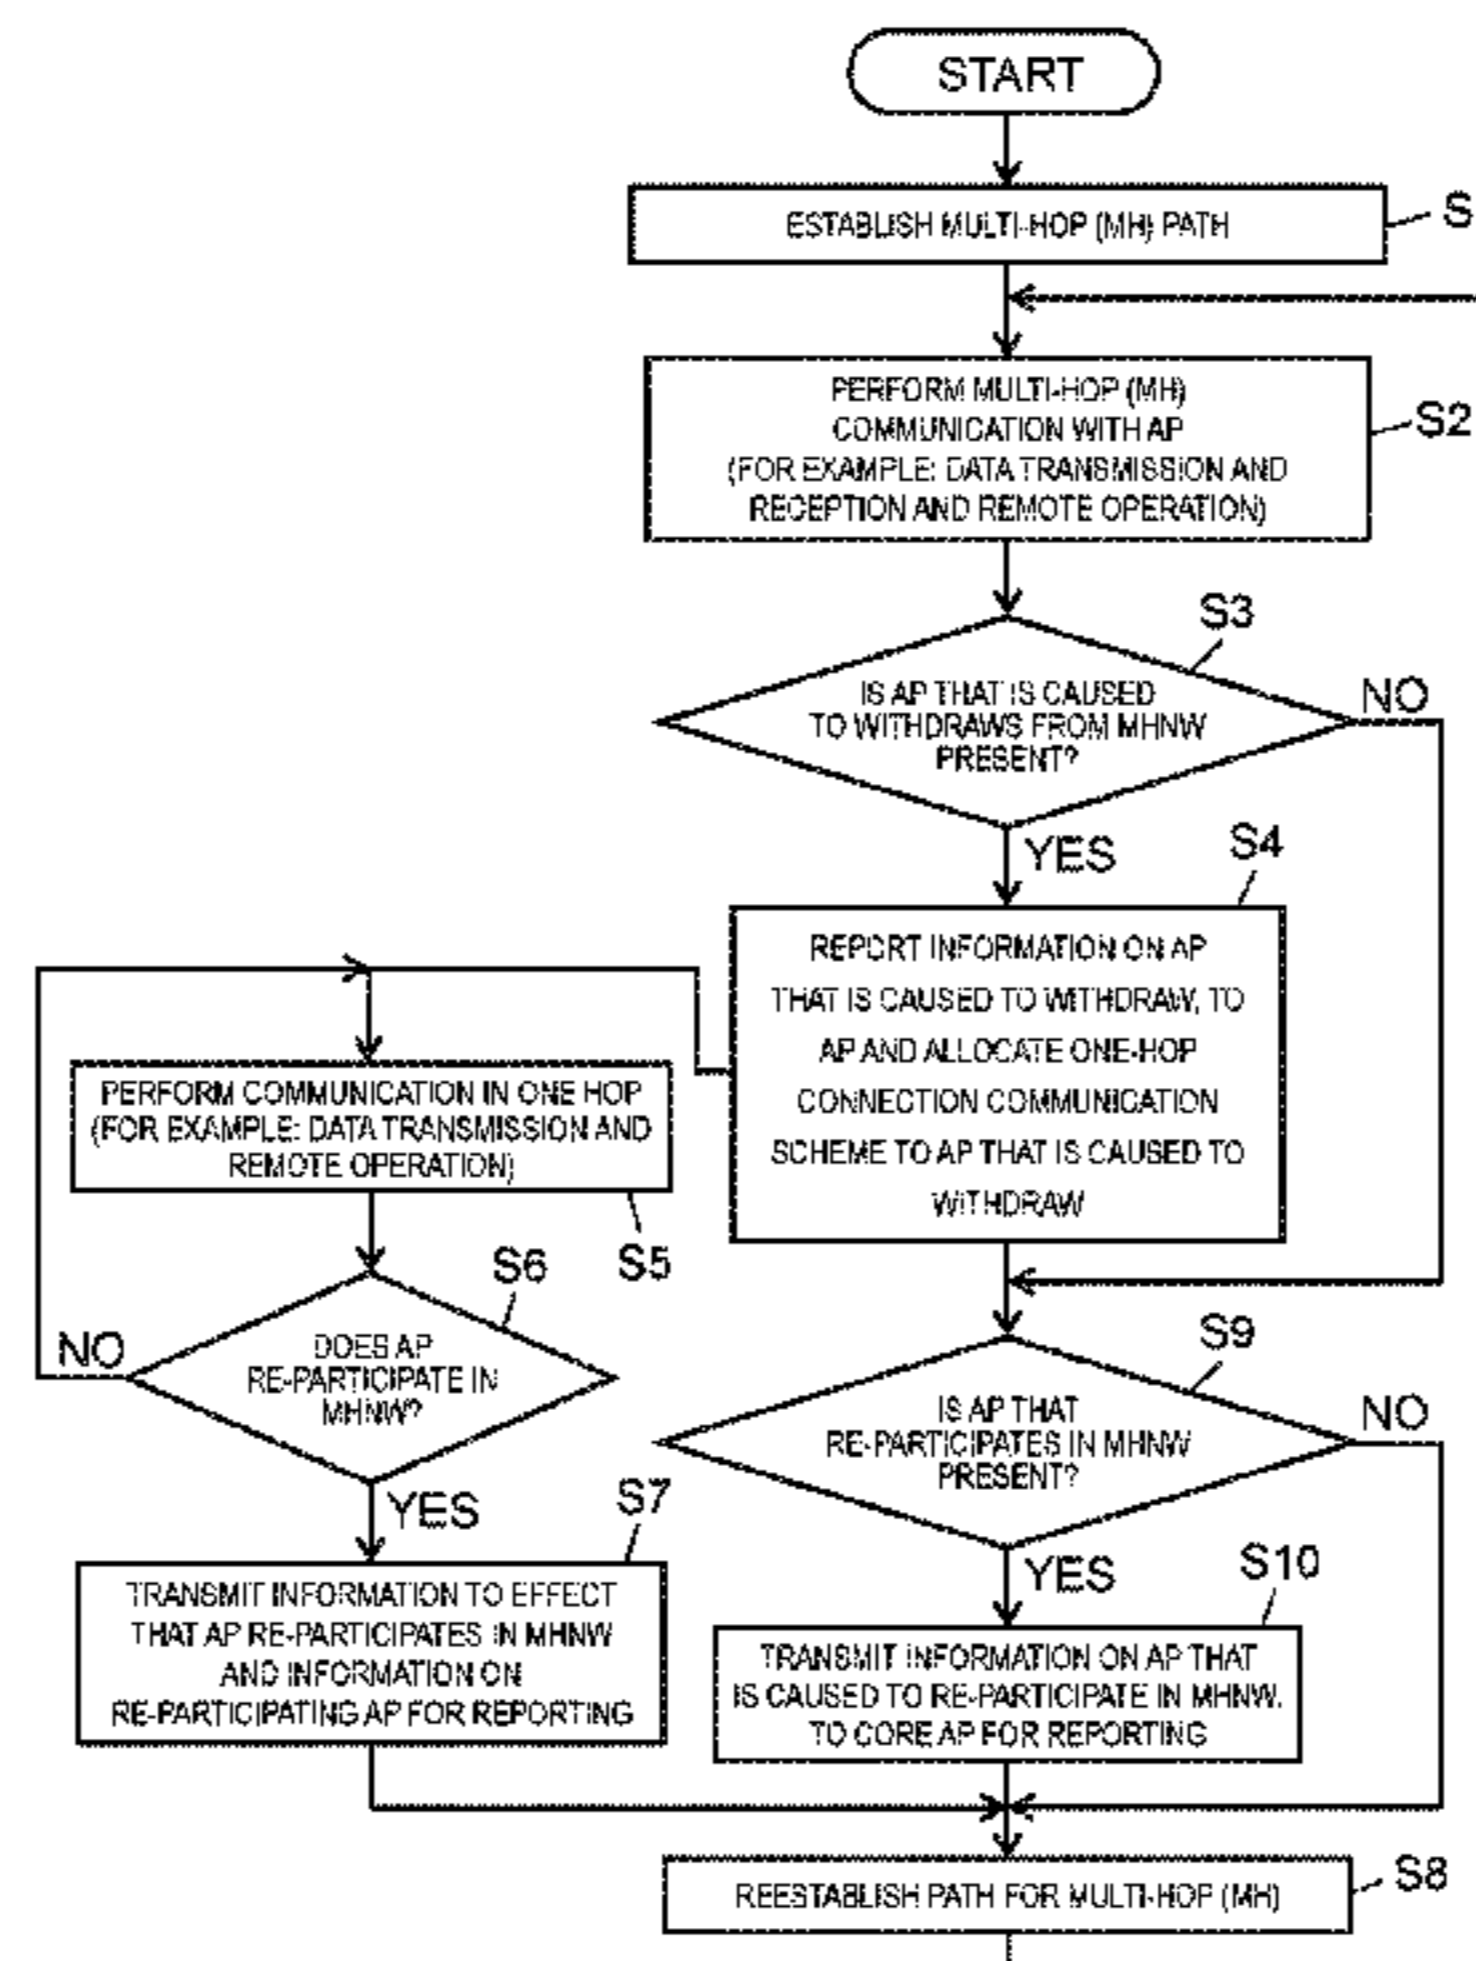 START
ESTABLISH MULTI-HOP (MH) PATH
S
PERFORM MULTI-HOP (MH)
COMMUNICATION WITH AP
(FOR EXAMPLE: DATA TRANSMISSION AND
RECEPTION AND REMOTE OPERATION)
S2
S3
IS AP THAT IS CAUSED
TO WITHDRAWS FROM MHNW
PRESENT?
NO
YES
S4
REPORT INFORMATION ON AP
THAT IS CAUSED TO WITHDRAW, TO
AP AND ALLOCATE ONE-HOP
CONNECTION COMMUNICATION
SCHEME TO AP THAT IS CAUSED TO
WITHDRAW
PERFORM COMMUNICATION IN ONE HOP
(FOR EXAMPLE: DATA TRANSMISSION AND
REMOTE OPERATION)
S5
S6
DOES AP
RE-PARTICIPATE IN
MHNW?
NO
YES
S7
TRANSMIT INFORMATION TO EFFECT
THAT AP RE-PARTICIPATES IN MHNW
AND INFORMATION ON
RE-PARTICIPATING AP FOR REPORTING
S9
IS AP THAT
RE-PARTICIPATES IN MHNW
PRESENT?
NO
YES
S10
TRANSMIT INFORMATION ON AP THAT
IS CAUSED TO RE-PARTICIPATE IN MHNW,
TO CORE AP FOR REPORTING
REESTABLISH PATH FOR MULTI-HOP (MH)
S8